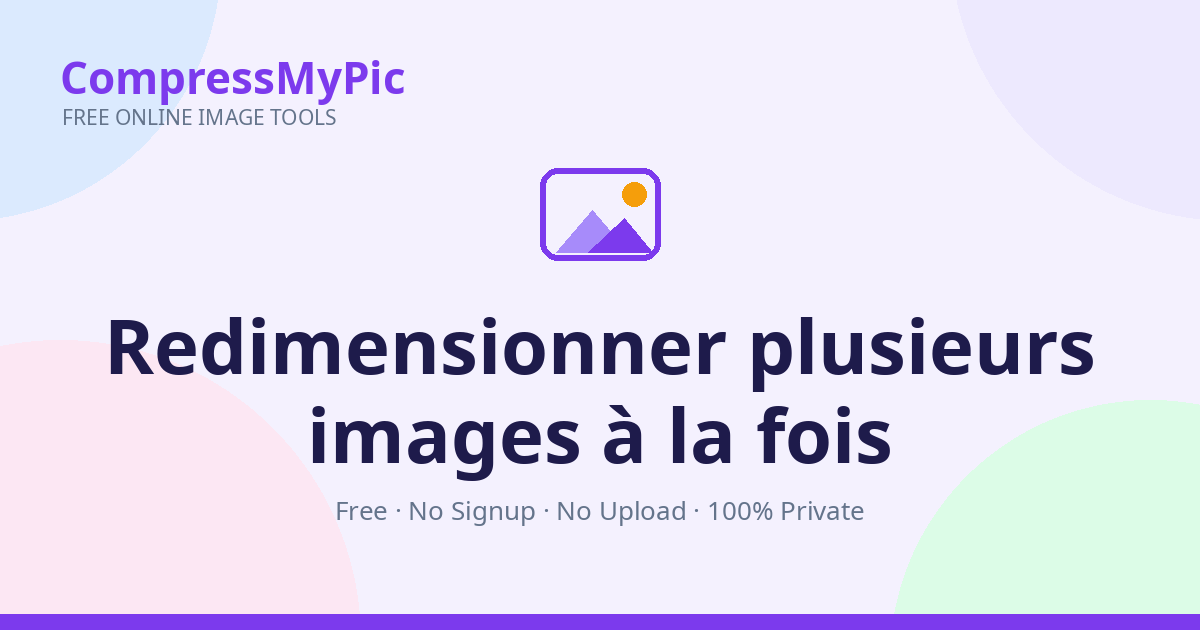 CompressMyPic
FREE ONLINE IMAGE TOOLS
Redimensionner plusieurs
images à la fois
Free · No Signup · No Upload · 100% Private